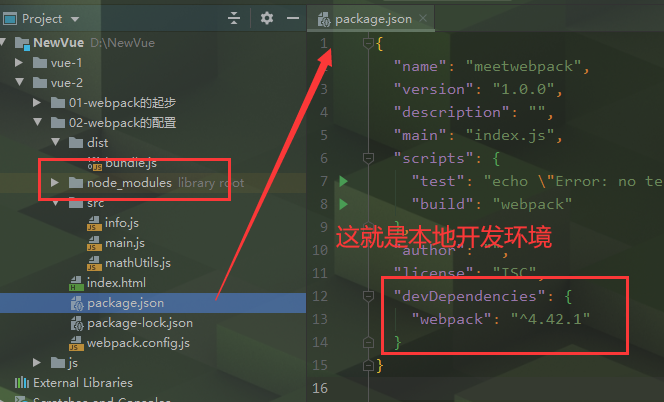 Project
NewVue D:\NewVue
vue-1
vue-2
01-webpack的起步
02-webpack的配置
dist
bundle.js
node_modules library root
src
info.js
main.js
mathUtils.js
index.html
package.json
package-lock.json
webpack.config.js
js
External Libraries
Scratches and Consoles
package.json
1 {
"name": "meetwebpack",
"version": "1.0.0",
4 "description": "",
5 "main": "index.js",
6 "scripts": {
7 "test": "echo \"Error: no te
8 "build": "webpack"
9 },
10 "author": "",
11 "license": "ISC",
12 "devDependencies": {
13 "webpack": "^4.42.1"
14 }
15 }
16
这就是本地开发环境